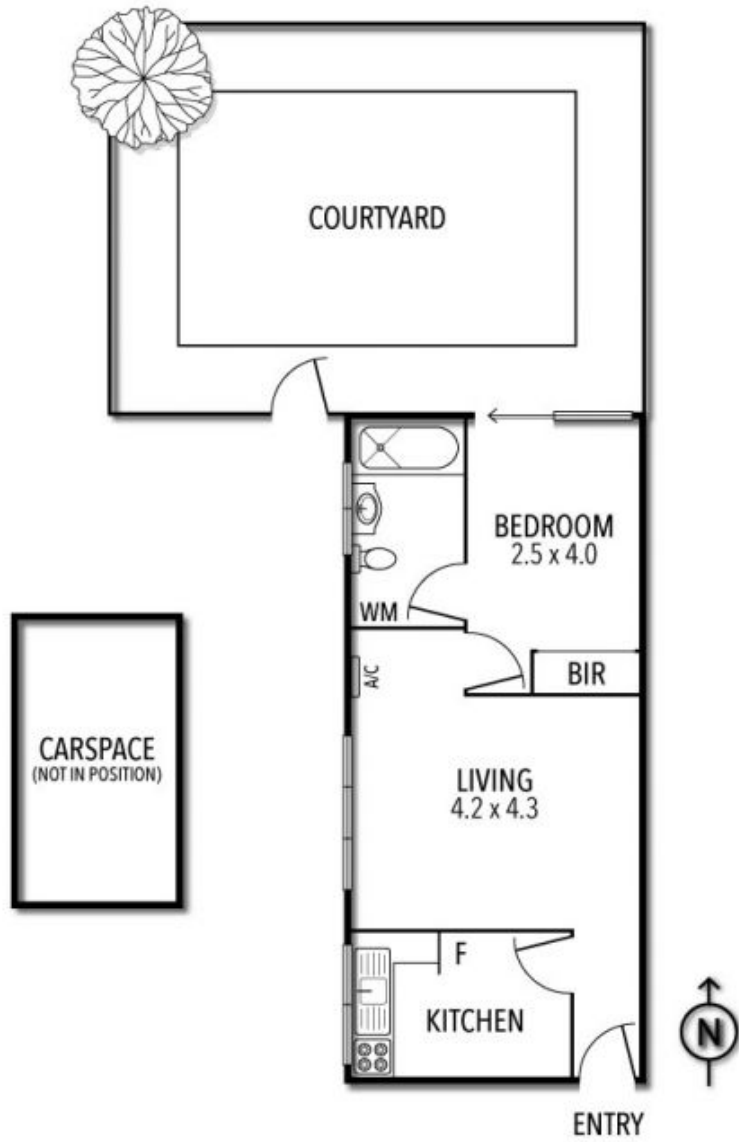 COURTYARD
BEDROOM
2.5 x 4.0
WM
BIR
A/C
CARSPACE
(NOT IN POSITION)
LIVING
4.2 x 4.3
F
KITCHEN
N
ENTRY